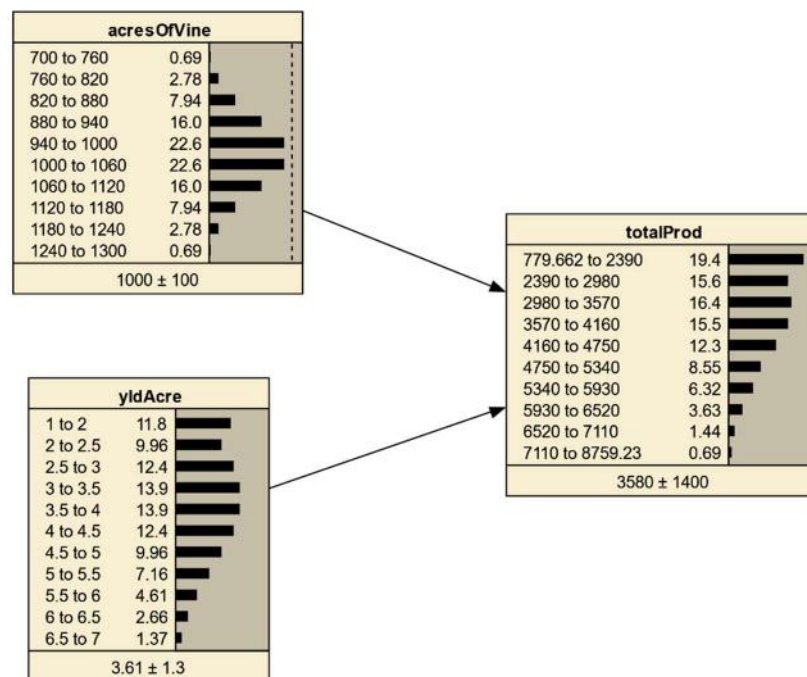 acresOfVine
700 to 760 0.69
760 to 820 2.78
820 to 880 7.94
880 to 940 16.0
940 to 1000 22.6
1000 to 1060 22.6
1060 to 1120 16.0
1120 to 1180 7.94
1180 to 1240 2.78
1240 to 1300 0.69
1000 ± 100
yldAcre
1 to 2 11.8
2 to 2.5 9.96
2.5 to 3 12.4
3 to 3.5 13.9
3.5 to 4 13.9
4 to 4.5 12.4
4.5 to 5 9.96
5 to 5.5 7.16
5.5 to 6 4.61
6 to 6.5 2.66
6.5 to 7 1.37
3.61 ± 1.3
totalProd
779.662 to 2390 19.4
2390 to 2980 15.6
2980 to 3570 16.4
3570 to 4160 15.5
4160 to 4750 12.3
4750 to 5340 8.55
5340 to 5930 6.32
5930 to 6520 3.63
6520 to 7110 1.44
7110 to 8759.23 0.69
3580 ± 1400